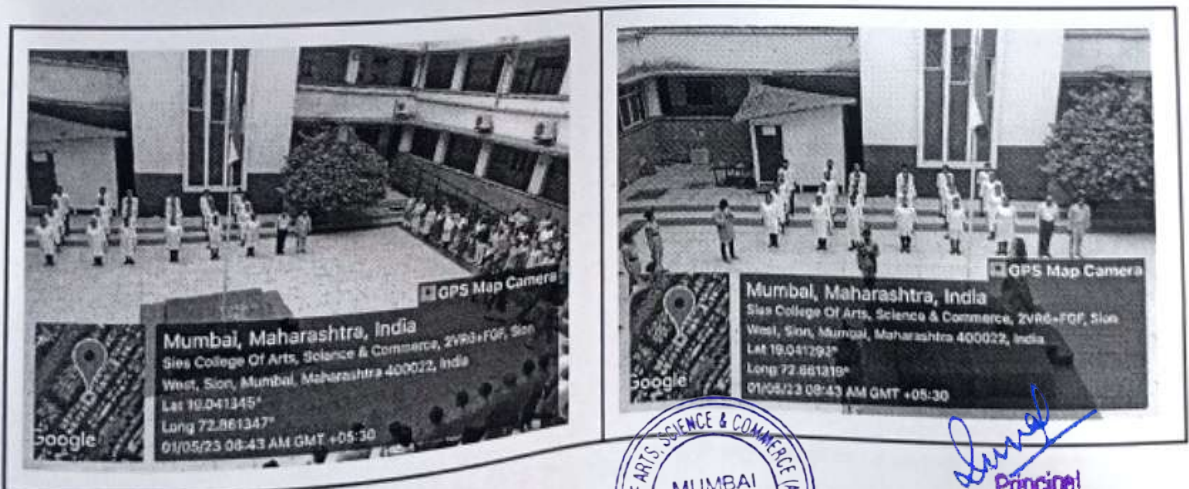 GPS Map Camera
Mumbai, Maharashtra, India
Sies College Of Arts, Science & Commerce, 2VR6+FGF, Sion
West, Sion, Mumbai, Maharashtra 400022, India
Lat 19.041345°
Long 72.861347°
01/05/23 08:43 AM GMT +05:30
Google
GPS Map Camera
Mumbai, Maharashtra, India
Sies College Of Arts, Science & Commerce, 2VR6+FGF, Sion
West, Sion, Mumbai, Maharashtra 400022, India
Lat 19.041292°
Long 72.861319°
01/05/23 08:43 AM GMT +05:30
Google
ARTS, SCIENCE & COMMERCE
MUMBAI
Principal